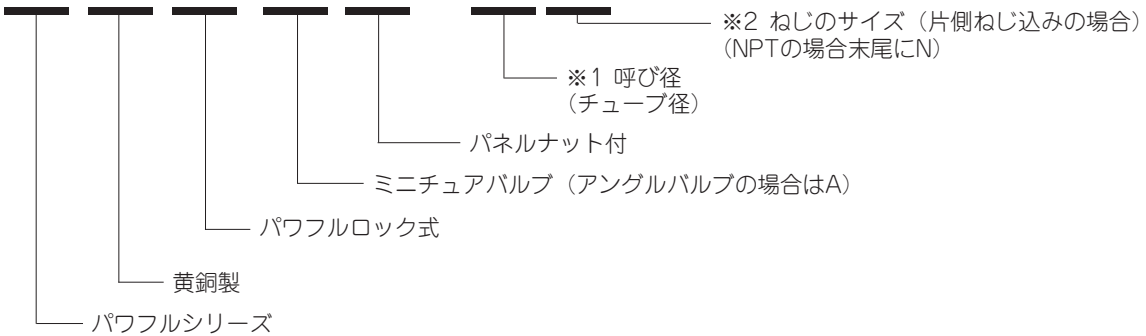 ※2 ねじのサイズ（片側ねじ込みの場合）
（NPTの場合末尾にN）
※1 呼び径
（チューブ径）
パネルナット付
ミニチュアバルブ（アングルバルブの場合はA）
パワフルロック式
黄銅製
パワフルシリーズ